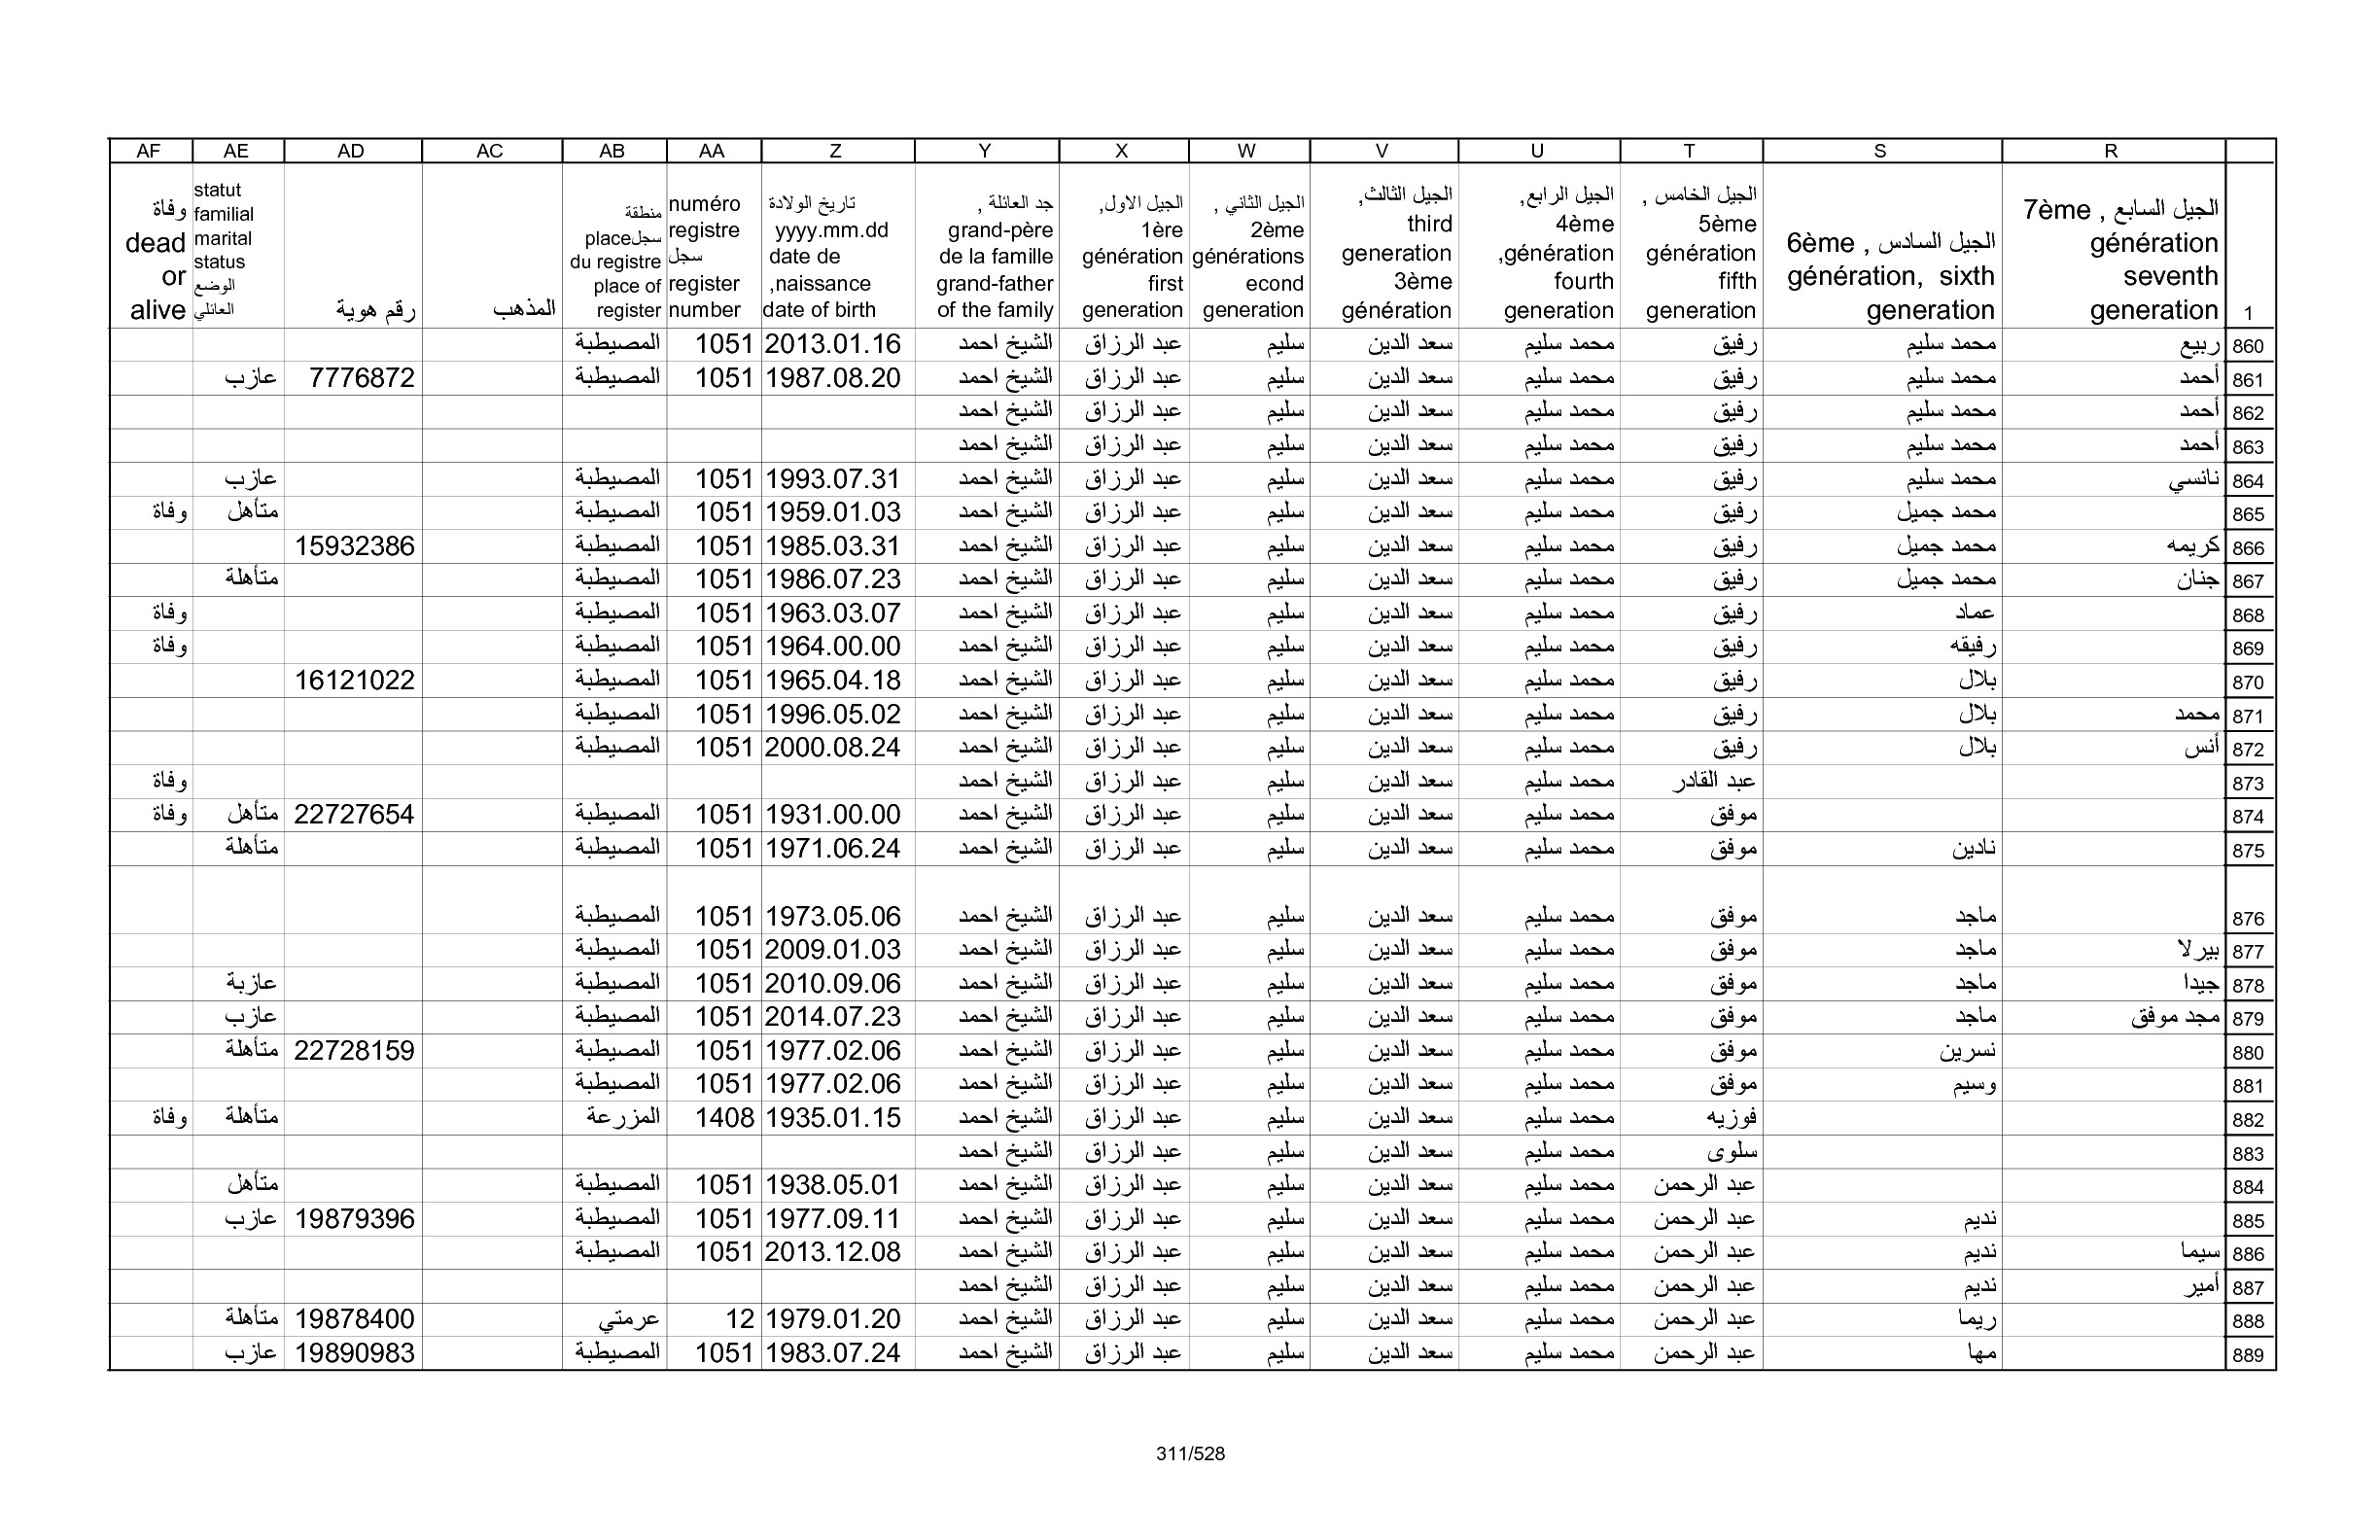 R S T U V W X Y Z AA AB AC AD AE AF
1 الجيل السابع , 7ème génération seventh generation الجيل السادس , 6ème génération, sixth generation الجيل الخامس , 5ème génération fifth generation الجيل الرابع, 4ème génération, fourth generation الجيل الثالث, third generation 3ème génération الجيل الثاني , 2ème générations econd generation الجيل الاول, 1ère génération first generation جد العائلة , grand-père de la famille grand-father of the family تاريخ الولادة yyyy.mm.dd date de naissance, date of birth numéro registre سجل register number منطقة سجل place du registre place of register المذهب رقم هوية statut familial marital status الوضع العائلي وفاة dead or alive
860 ربيع محمد سليم رفيق محمد سليم سعد الدين سليم عبد الرزاق الشيخ احمد 2013.01.16 1051 المصيطبة
861 أحمد محمد سليم رفيق محمد سليم سعد الدين سليم عبد الرزاق الشيخ احمد 1987.08.20 1051 المصيطبة 7776872 عازب
862 أحمد محمد سليم رفيق محمد سليم سعد الدين سليم عبد الرزاق الشيخ احمد
863 أحمد محمد سليم رفيق محمد سليم سعد الدين سليم عبد الرزاق الشيخ احمد
864 نانسي محمد سليم رفيق محمد سليم سعد الدين سليم عبد الرزاق الشيخ احمد 1993.07.31 1051 المصيطبة عازب
865 محمد جميل رفيق محمد سليم سعد الدين سليم عبد الرزاق الشيخ احمد 1959.01.03 1051 المصيطبة متأهل وفاة
866 كريمه محمد جميل رفيق محمد سليم سعد الدين سليم عبد الرزاق الشيخ احمد 1985.03.31 1051 المصيطبة 15932386
867 جنان محمد جميل رفيق محمد سليم سعد الدين سليم عبد الرزاق الشيخ احمد 1986.07.23 1051 المصيطبة متأهلة
868 عماد رفيق محمد سليم سعد الدين سليم عبد الرزاق الشيخ احمد 1963.03.07 1051 المصيطبة وفاة
869 رفيقه رفيق محمد سليم سعد الدين سليم عبد الرزاق الشيخ احمد 1964.00.00 1051 المصيطبة وفاة
870 بلال رفيق محمد سليم سعد الدين سليم عبد الرزاق الشيخ احمد 1965.04.18 1051 المصيطبة 16121022
871 محمد بلال رفيق محمد سليم سعد الدين سليم عبد الرزاق الشيخ احمد 1996.05.02 1051 المصيطبة
872 أنس بلال رفيق محمد سليم سعد الدين سليم عبد الرزاق الشيخ احمد 2000.08.24 1051 المصيطبة
873 عبد القادر محمد سليم سعد الدين سليم عبد الرزاق الشيخ احمد وفاة
874 موفق محمد سليم سعد الدين سليم عبد الرزاق الشيخ احمد 1931.00.00 1051 المصيطبة 22727654 متأهل وفاة
875 نادين موفق محمد سليم سعد الدين سليم عبد الرزاق الشيخ احمد 1971.06.24 1051 المصيطبة متأهلة
876 ماجد موفق محمد سليم سعد الدين سليم عبد الرزاق الشيخ احمد 1973.05.06 1051 المصيطبة
877 بيرلا ماجد موفق محمد سليم سعد الدين سليم عبد الرزاق الشيخ احمد 2009.01.03 1051 المصيطبة
878 جيدا ماجد موفق محمد سليم سعد الدين سليم عبد الرزاق الشيخ احمد 2010.09.06 1051 المصيطبة عازبة
879 مجد موفق ماجد موفق محمد سليم سعد الدين سليم عبد الرزاق الشيخ احمد 2014.07.23 1051 المصيطبة عازب
880 نسرين موفق محمد سليم سعد الدين سليم عبد الرزاق الشيخ احمد 1977.02.06 1051 المصيطبة 22728159 متأهلة
881 وسيم موفق محمد سليم سعد الدين سليم عبد الرزاق الشيخ احمد 1977.02.06 1051 المصيطبة
882 فوزيه محمد سليم سعد الدين سليم عبد الرزاق الشيخ احمد 1935.01.15 1408 المزرعة متأهلة وفاة
883 سلوى محمد سليم سعد الدين سليم عبد الرزاق الشيخ احمد
884 عبد الرحمن محمد سليم سعد الدين سليم عبد الرزاق الشيخ احمد 1938.05.01 1051 المصيطبة متأهل
885 نديم عبد الرحمن محمد سليم سعد الدين سليم عبد الرزاق الشيخ احمد 1977.09.11 1051 المصيطبة 19879396 عازب
886 سيما نديم عبد الرحمن محمد سليم سعد الدين سليم عبد الرزاق الشيخ احمد 2013.12.08 1051 المصيطبة
887 أمير نديم عبد الرحمن محمد سليم سعد الدين سليم عبد الرزاق الشيخ احمد
888 ريما عبد الرحمن محمد سليم سعد الدين سليم عبد الرزاق الشيخ احمد 1979.01.20 12 عرمتي 19878400 متأهلة
889 مها عبد الرحمن محمد سليم سعد الدين سليم عبد الرزاق الشيخ احمد 1983.07.24 1051 المصيطبة 19890983 عازب
311/528